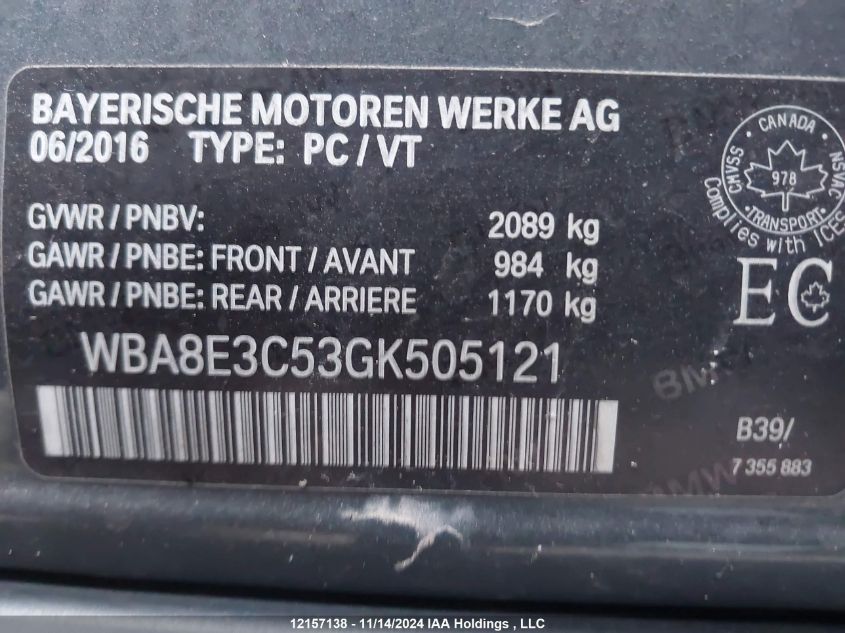 BAYERISCHE MOTOREN WERKE AG
06/2016 TYPE: PC / VT
GVWR / PNBV: 2089 kg
GAWR / PNBE: FRONT / AVANT 984 kg
GAWR / PNBE: REAR / ARRIERE 1170 kg
WBA8E3C53GK505121
CANADA
CMVSS 978 NSVAC
TRANSPORT
Complies with ICES
EC
B39/
7 355 883
BMW
BMW
12157138 - 11/14/2024 IAA Holdings , LLC